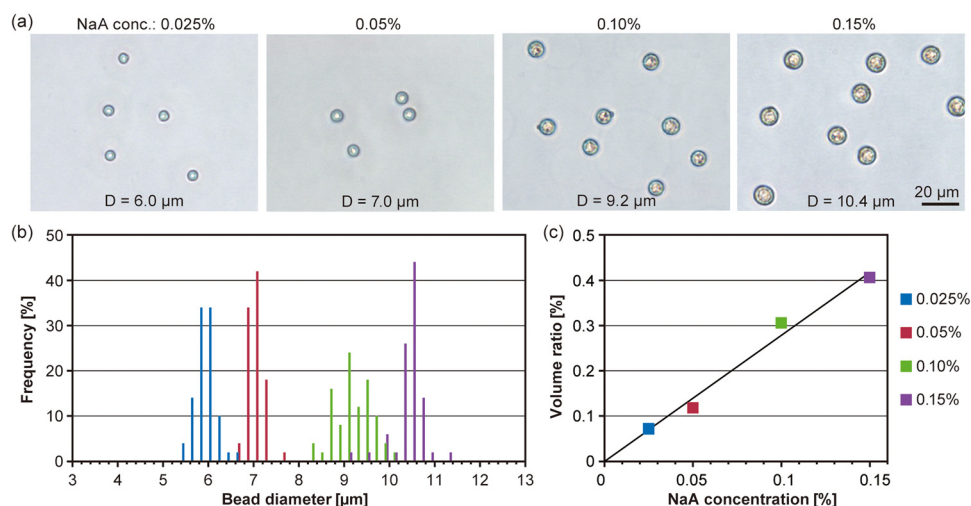 (a) NaA conc.: 0.025% 0.05% 0.10% 0.15%
D = 6.0 µm D = 7.0 µm D = 9.2 µm D = 10.4 µm
20 µm
(b)
Frequency [%]
50
40
30
20
10
0
3 4 5 6 7 8 9 10 11 12 13
Bead diameter [µm]
(c)
Volume ratio [%]
0.5
0.4
0.3
0.2
0.1
0
0 0.05 0.1 0.15
NaA concentration [%]
0.025%
0.05%
0.10%
0.15%